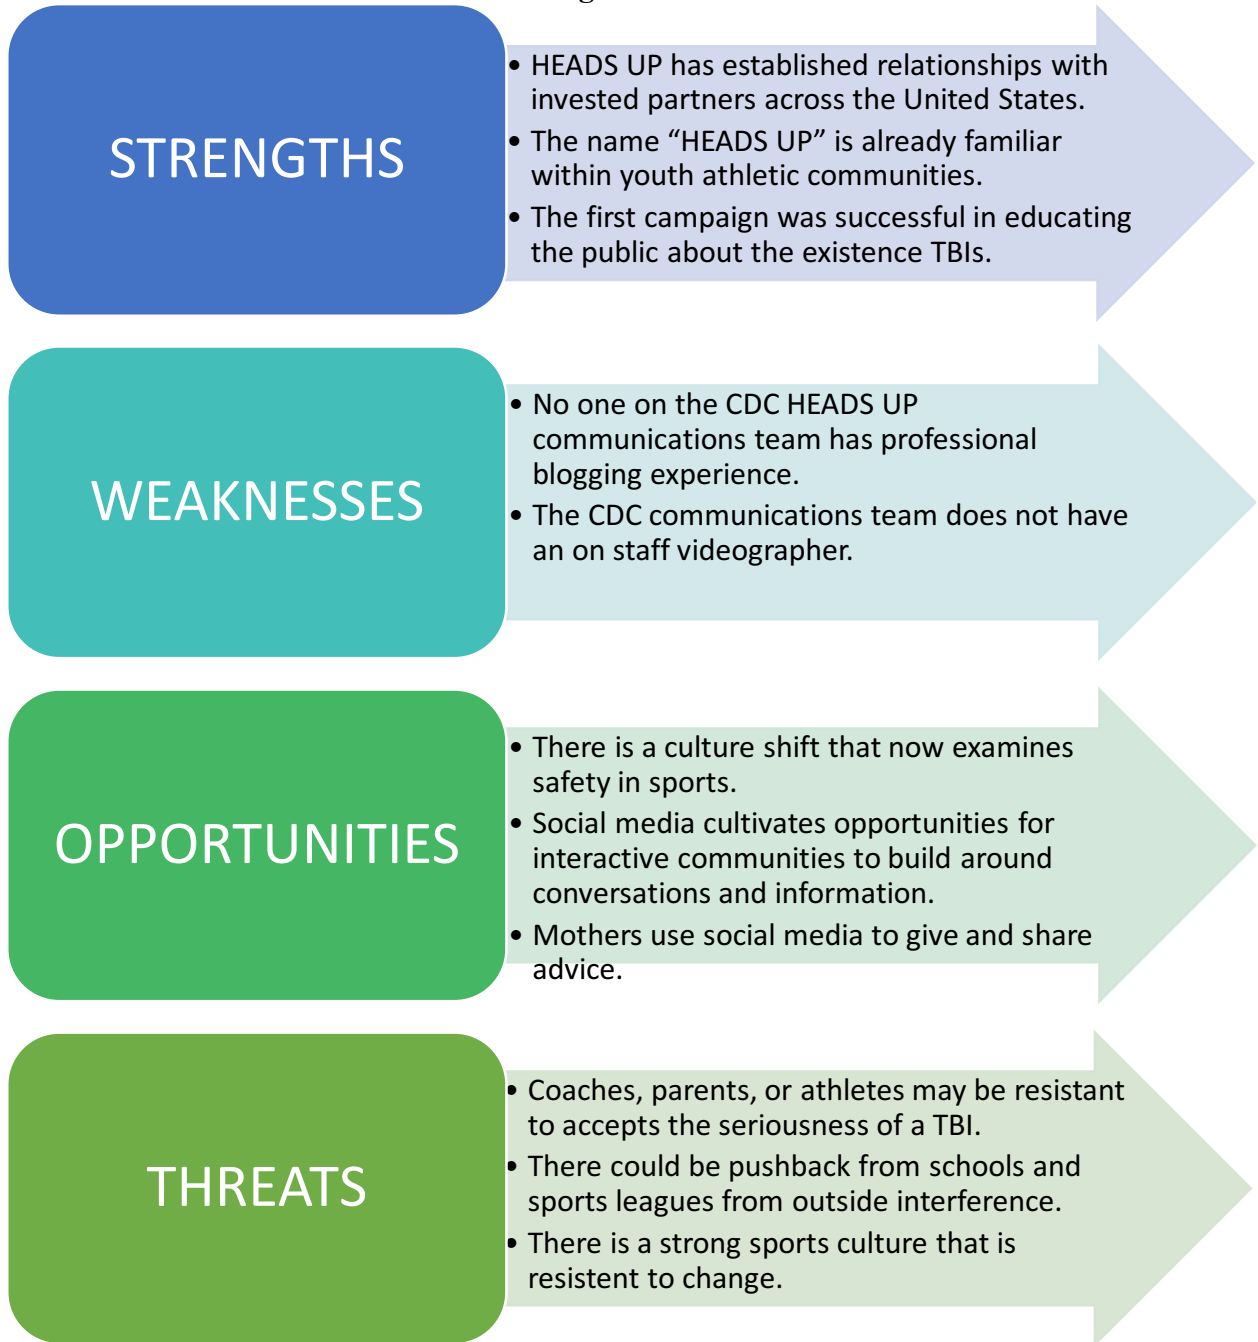 STRENGTHS
• HEADS UP has established relationships with
invested partners across the United States.
• The name “HEADS UP” is already familiar
within youth athletic communities.
• The first campaign was successful in educating
the public about the existence TBIs.
WEAKNESSES
• No one on the CDC HEADS UP
communications team has professional
blogging experience.
• The CDC communications team does not have
an on staff videographer.
OPPORTUNITIES
• There is a culture shift that now examines
safety in sports.
• Social media cultivates opportunities for
interactive communities to build around
conversations and information.
• Mothers use social media to give and share
advice.
THREATS
• Coaches, parents, or athletes may be resistant
to accepts the seriousness of a TBI.
• There could be pushback from schools and
sports leagues from outside interference.
• There is a strong sports culture that is
resistent to change.